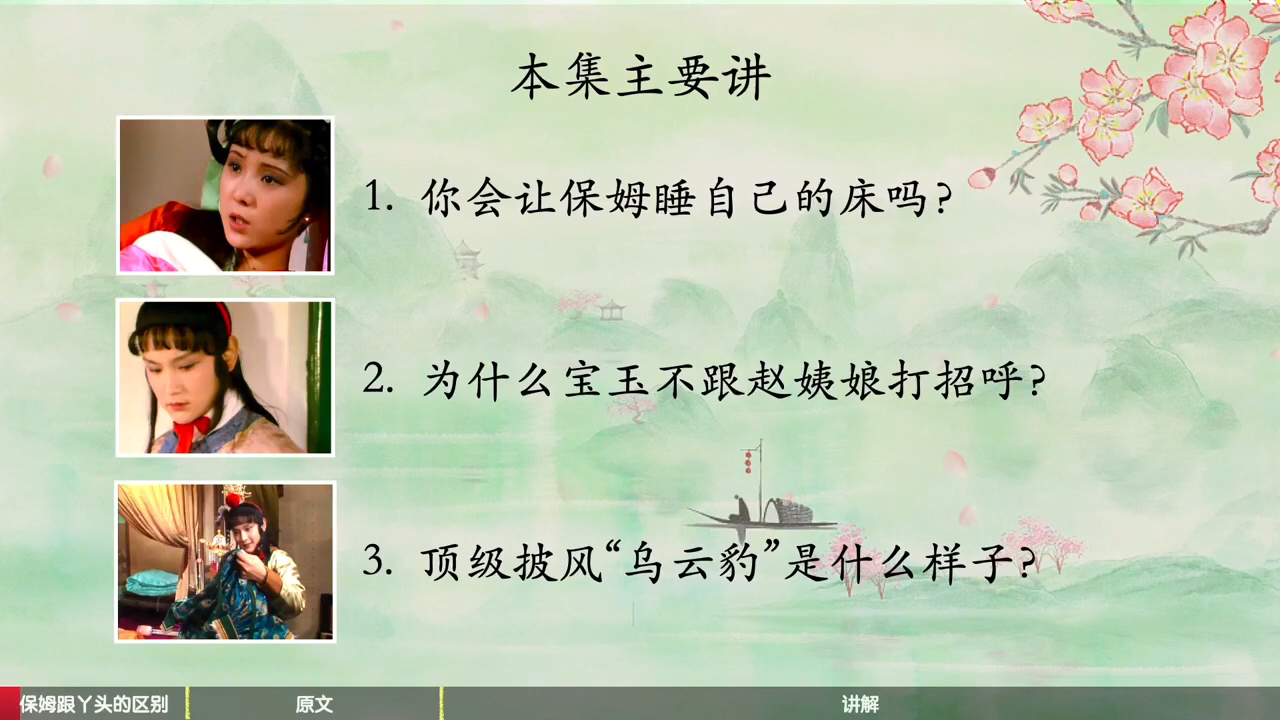 本集主要讲
1. 你会让保姆睡自己的床吗?
2. 为什么宝玉不跟赵姨娘打招呼?
3. 顶级披风“乌云豹”是什么样子?
保姆跟丫头的区别
原文
讲解